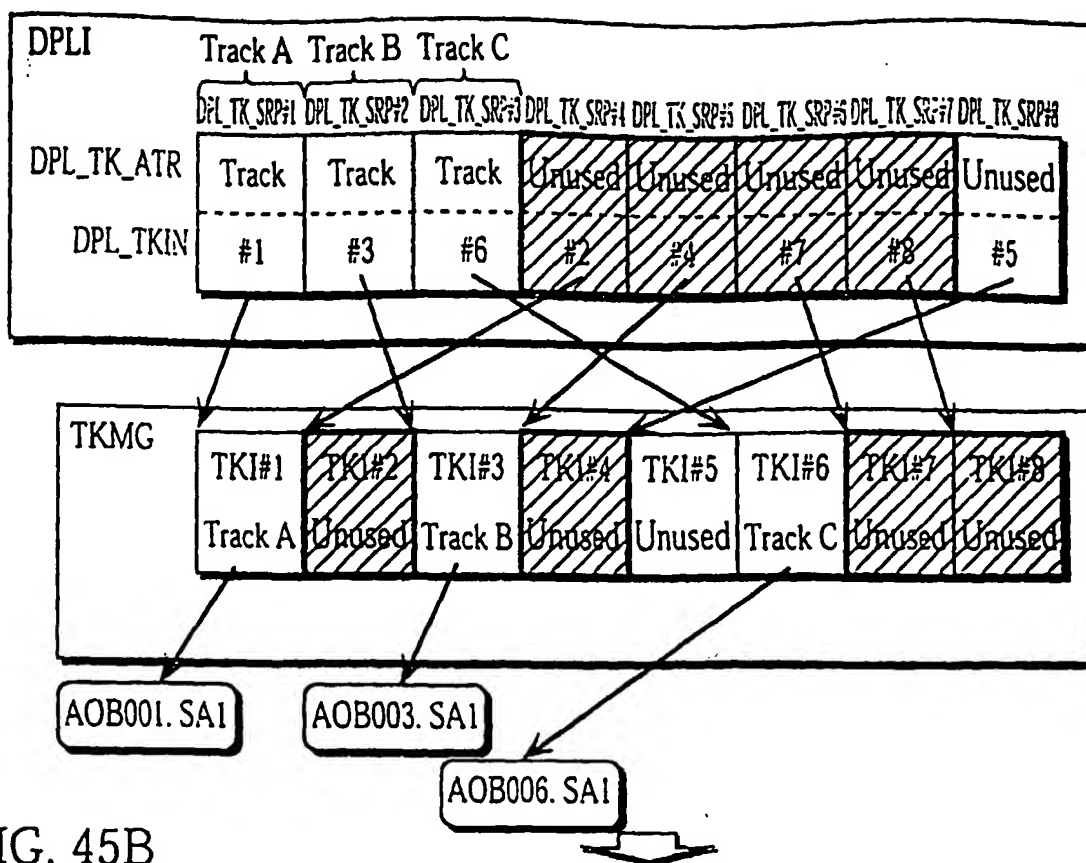 DPLI
Track A Track B Track C
DPL_TK_SRP#1 DPL_TK_SRP#2 DPL_TK_SRP#3 DPL_TK_SRP#4 DPL_TK_SRP#5 DPL_TK_SRP#6 DPL_TK_SRP#7 DPL_TK_SRP#8
DPL_TK_ATR Track Track Track Unused Unused Unused Unused Unused
DPL_TKIN #1 #3 #6 #2 #4 #7 #8 #5
TKMG
TKI#1 TKI#2 TKI#3 TKI#4 TKI#5 TKI#6 TKI#7 TKI#8
Track A Unused Track B Unused Unused Track C Unused Unused
AOB001. SA1 AOB003. SA1
AOB006. SA1
IG. 45B